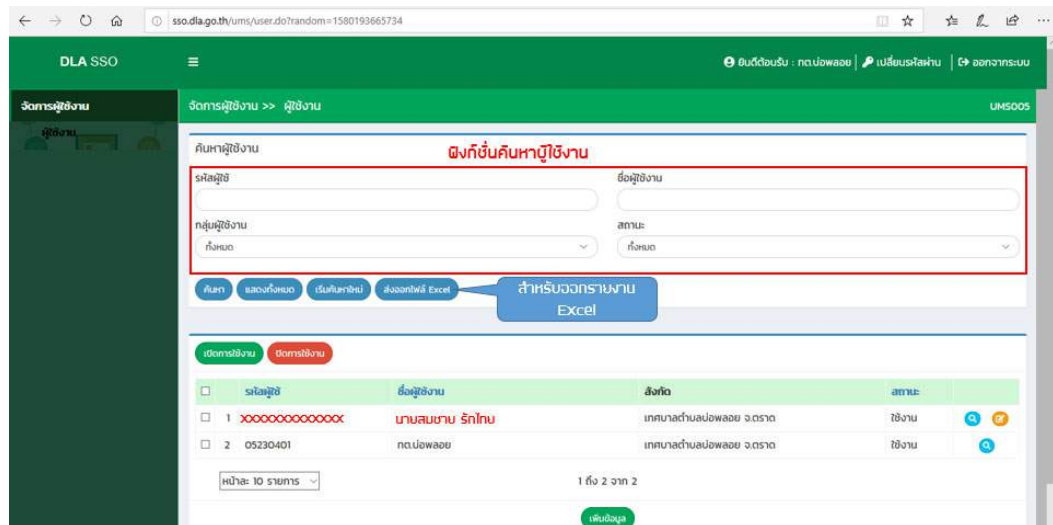 sso.dla.go.th/ums/user.do?random=1580193665734
DLA SSO
ยินดีต้อนรับ : ทต.บ่อพลอย | เปลี่ยนรหัสผ่าน | ออกจากระบบ
จัดการผู้ใช้งาน
จัดการผู้ใช้งาน >> ผู้ใช้งาน
UMS005
ผู้ใช้งาน
ค้นหาผู้ใช้งาน
ฟังก์ชั่นค้นหาผู้ใช้งาน
รหัสผู้ใช้
ชื่อผู้ใช้งาน
กลุ่มผู้ใช้งาน
สถานะ
ทั้งหมด
ทั้งหมด
ค้นหา
แสดงทั้งหมด
เริ่มค้นหาใหม่
ส่งออกไฟล์ Excel
สำหรับออกรายงาน
Excel
เปิดการใช้งาน
ปิดการใช้งาน
รหัสผู้ใช้ ชื่อผู้ใช้งาน สังกัด สถานะ
1 XXXXXXXXXXXXX นายสมชาย รักไทย เทศบาลตำบลบ่อพลอย จ.ตราด ใช้งาน
2 05230401 ทต.บ่อพลอย เทศบาลตำบลบ่อพลอย จ.ตราด ใช้งาน
หน้าละ 10 รายการ
1 ถึง 2 จาก 2
เพิ่มข้อมูล